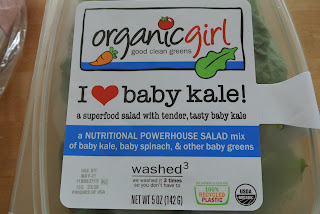 organicgirl
good clean greens
I ❤ baby kale!
a superfood salad with tender, tasty baby kale
a NUTRITIONAL POWERHOUSE SALAD mix
of baby kale, baby spinach, & other baby greens
washed³
we washed it 3 times
so you don't have to
NET WT 5 OZ (142 G)
100% RECYCLED
PLASTIC
USDA
ORGANIC
USE BY